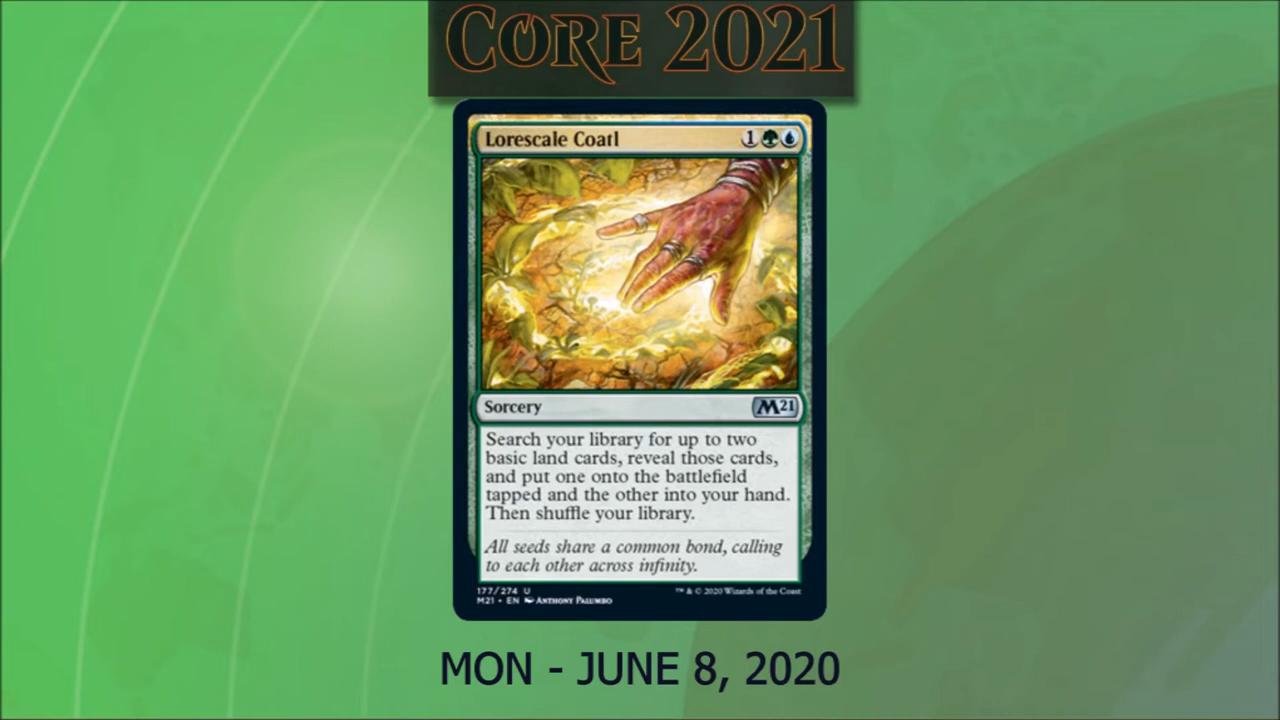 CORE 2021
Lorescale Coatl 1
Sorcery M21
Search your library for up to two
basic land cards, reveal those cards,
and put one onto the battlefield
tapped and the other into your hand.
Then shuffle your library.
All seeds share a common bond, calling
to each other across infinity.
177/274 U ™ & © 2020 Wizards of the Coast
M21 • EN ANTHONY PALUMBO
MON - JUNE 8, 2020